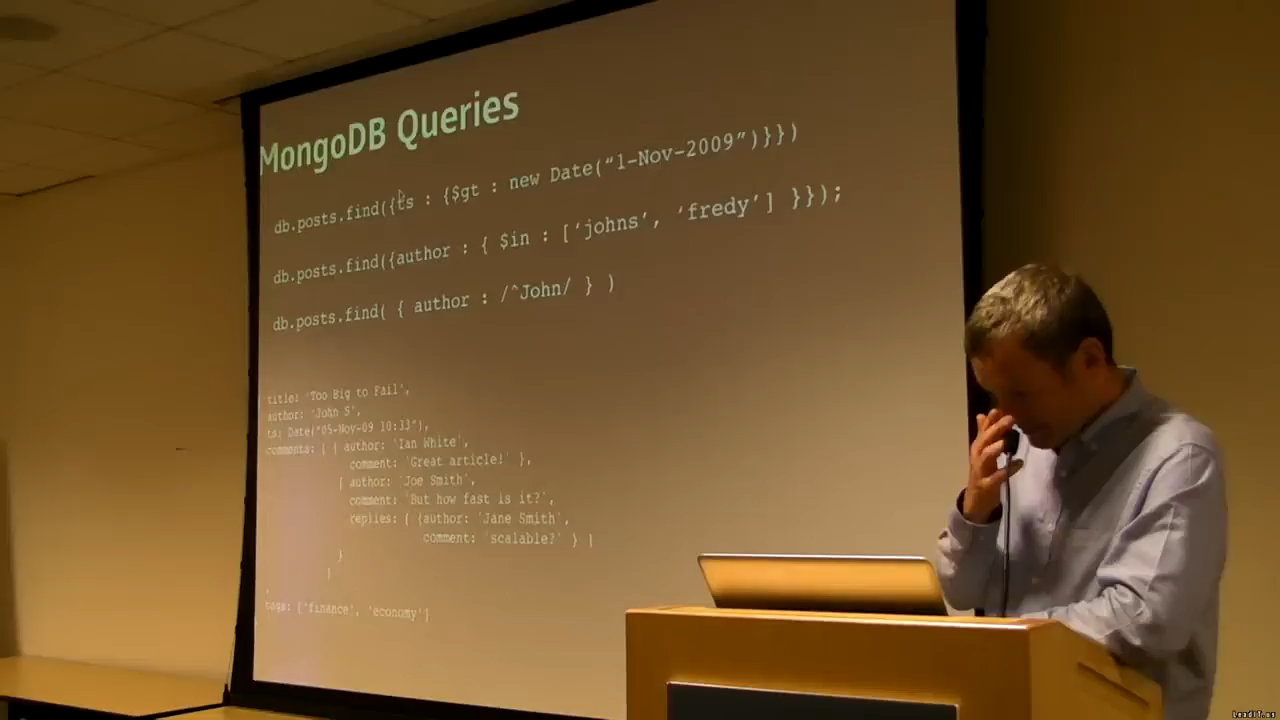 MongoDB Queries
db.posts.find({ts : {$gt : new Date(“1-Nov-2009”)}})
db.posts.find({author : { $in : [‘johns’, ‘fredy’] }});
db.posts.find( { author : /^John/ } )
title: ‘Too Big to Fail’,
author: ‘John S’,
ts: Date(“05-Nov-09 10:33”),
comments: [ { author: ‘Ian White’,
comment: ‘Great article!’ },
{ author: ‘Joe Smith’,
comment: ‘But how fast is it?’,
replies: [ {author: ‘Jane Smith’,
comment: ‘scalable?’ } ]
}
]
,
tags: [‘finance’, ‘economy’]